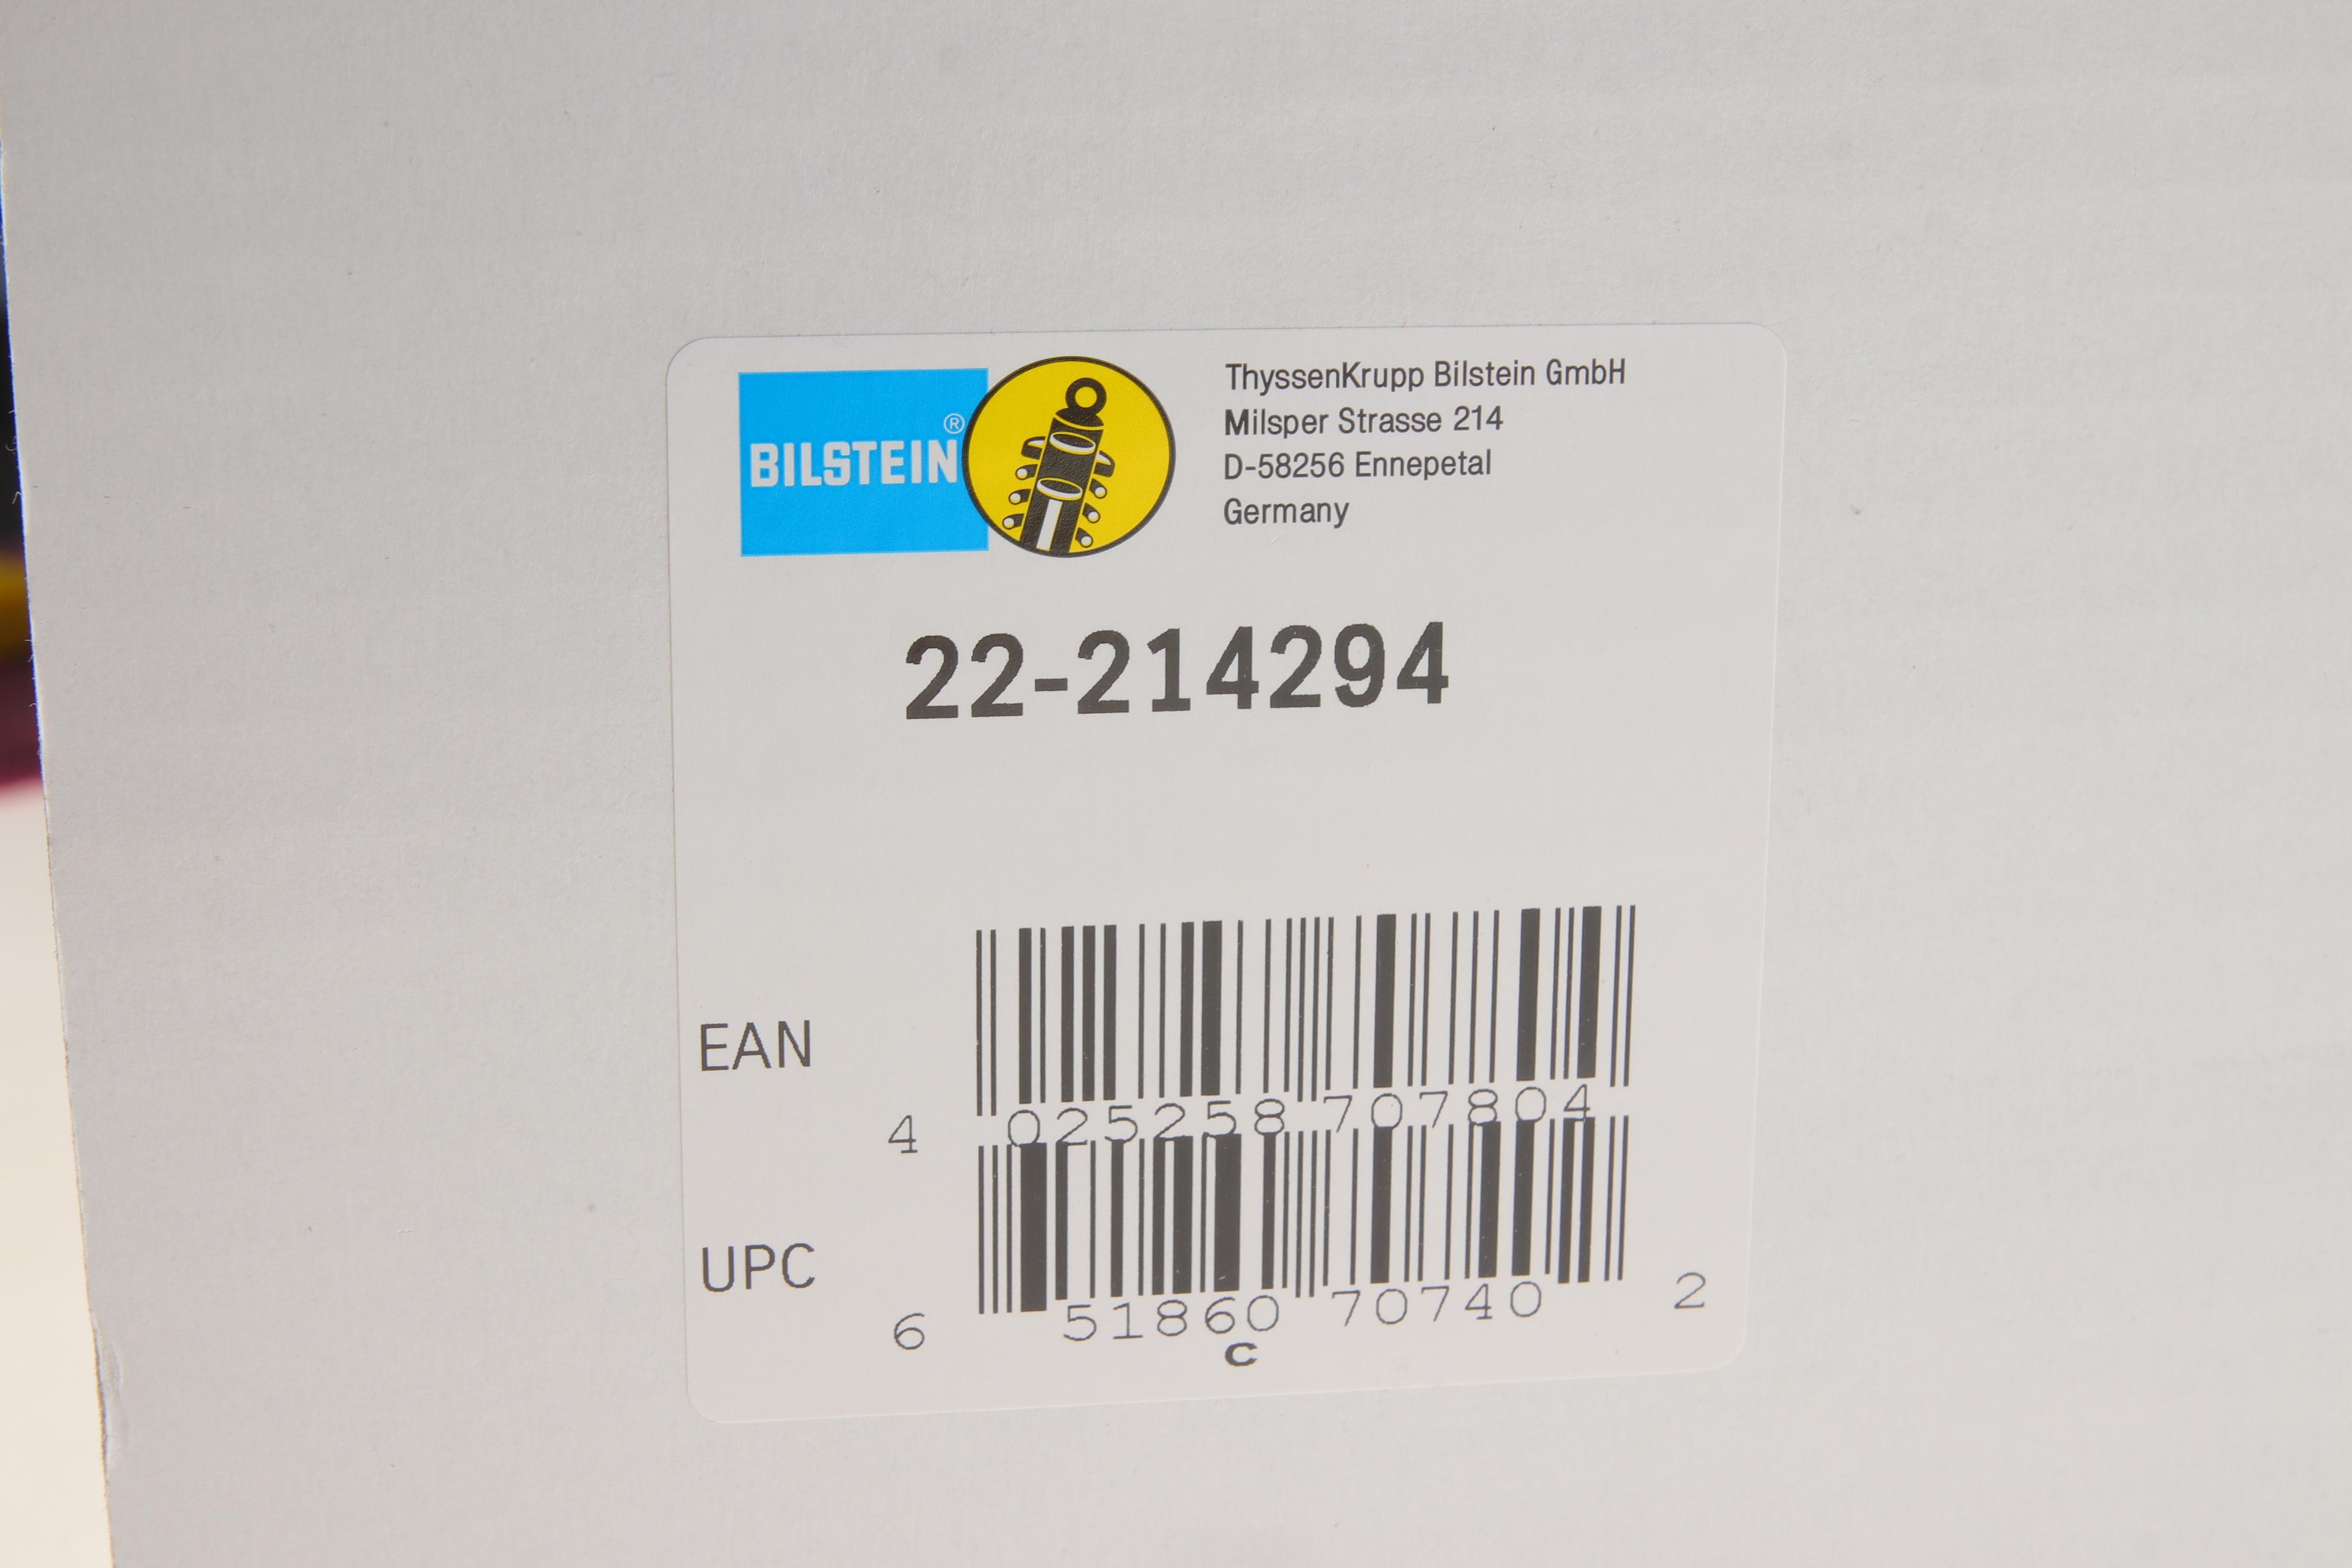 BILSTEIN®
ThyssenKrupp Bilstein GmbH
Milsper Strasse 214
D-58256 Ennepetal
Germany
22-214294
EAN
4 025258 707804
UPC
6 51860 70740 2
C